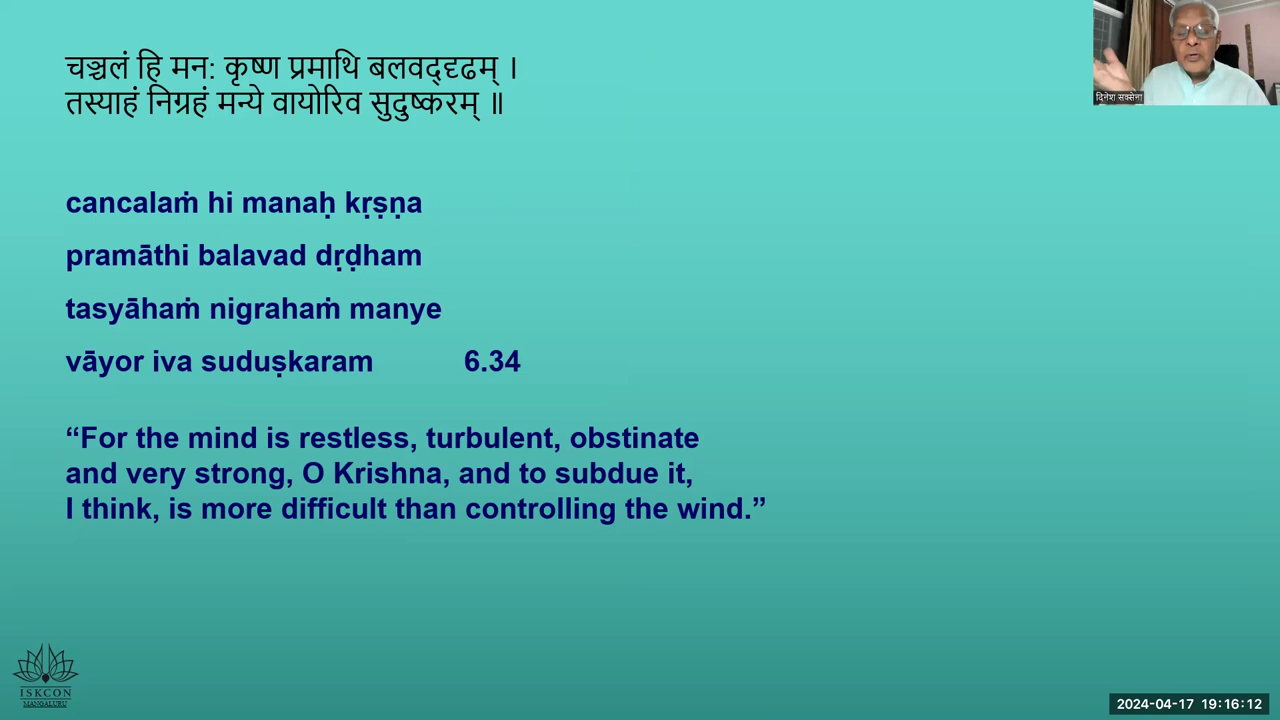 चञ्चलं हि मन: कृष्ण प्रमाथि बलवद्दृढम् ।
तस्याहं निग्रहं मन्ये वायोरिव सुदुष्करम् ॥
दिनेश सक्सेना
cancalaṁ hi manaḥ kṛṣṇa
pramāthi balavad dṛḍham
tasyāhaṁ nigrahaṁ manye
vāyor iva suduṣkaram 6.34
“For the mind is restless, turbulent, obstinate
and very strong, O Krishna, and to subdue it,
I think, is more difficult than controlling the wind.”
ISKCON
MANGALURU
2024-04-17 19:16:12